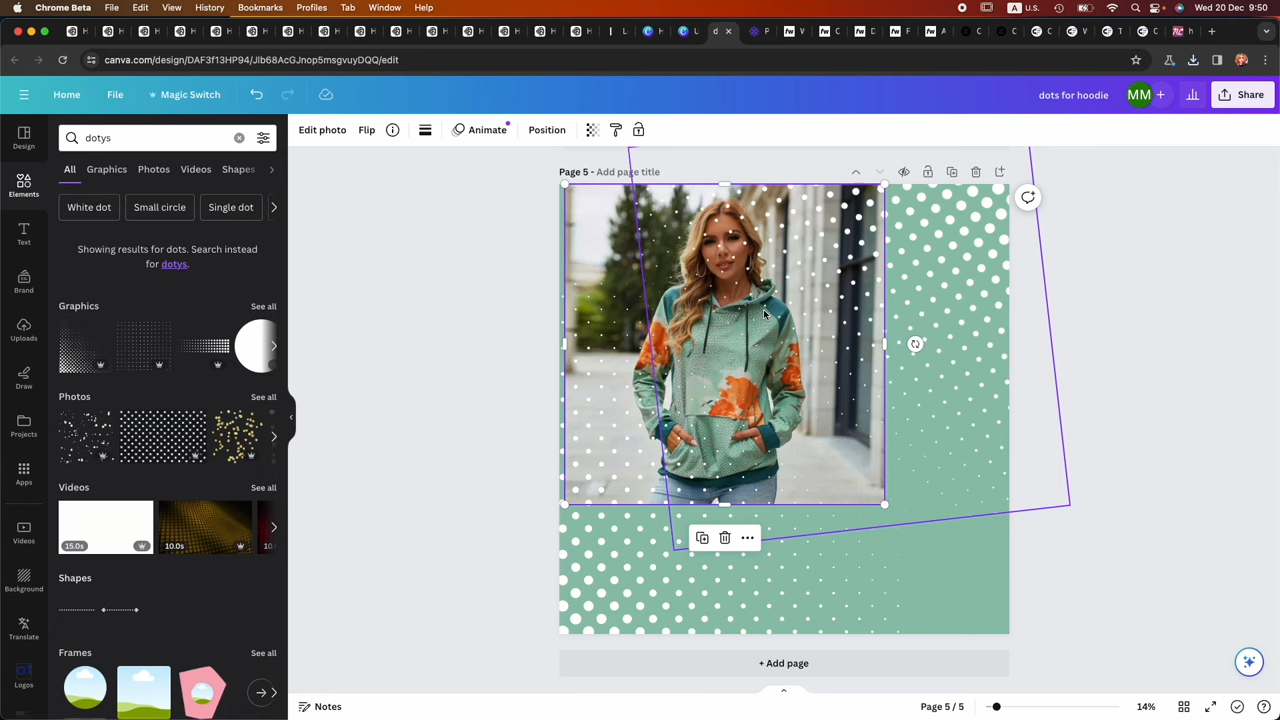 Chrome Beta File Edit View History Bookmarks Profiles Tab Window Help
A U.S. Wed 20 Dec 9:50
canva.com/design/DAF3f13HP94/Jlb68AcGJnop5msgvuyDQQ/edit
Home File Magic Switch dots for hoodie MM + Share
Design
Elements
Text
Brand
Uploads
Draw
Projects
Apps
Videos
Background
Translate
Logos
dotys
All Graphics Photos Videos Shapes
White dot Small circle Single dot
Showing results for dots. Search instead
for dotys.
Graphics See all
Photos See all
Videos See all
15.0s 10.0s
Shapes
Frames See all
Edit photo Flip Animate Position
Page 5 - Add page title
+ Add page
Notes Page 5 / 5 14%